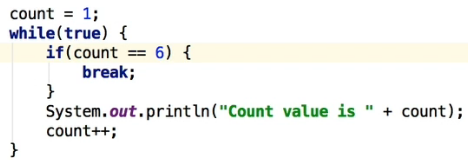 count = 1;
while(true) {
    if(count == 6) {
        break;
    }
    System.out.println("Count value is " + count);
    count++;
}